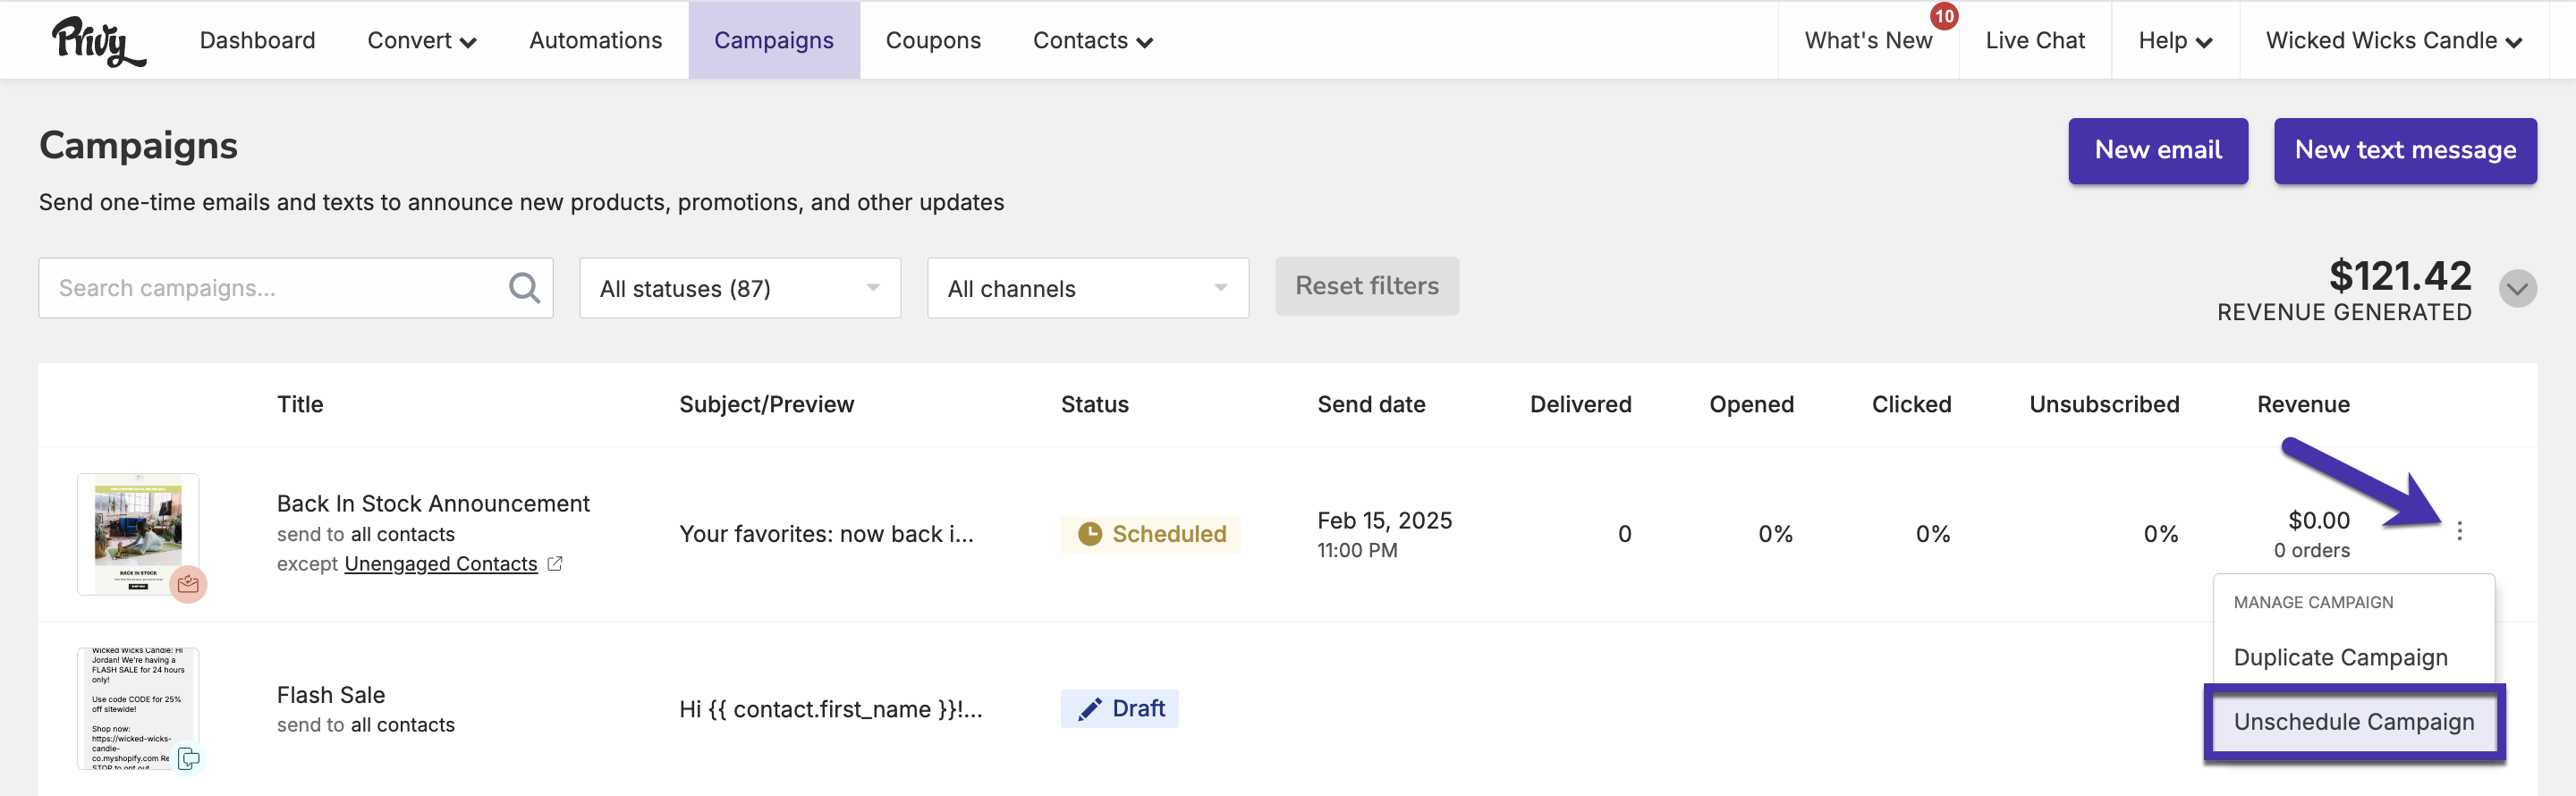 Privy
Dashboard Convert Automations Campaigns Coupons Contacts What's New 10 Live Chat Help Wicked Wicks Candle
Campaigns
New email New text message
Send one-time emails and texts to announce new products, promotions, and other updates
Search campaigns... All statuses (87) All channels Reset filters
$121.42
REVENUE GENERATED
Title Subject/Preview Status Send date Delivered Opened Clicked Unsubscribed Revenue
BACK IN STOCK
Back In Stock Announcement
send to all contacts
except Unengaged Contacts
Your favorites: now back i...
Scheduled
Feb 15, 2025
11:00 PM
0 0% 0% 0%
$0.00
0 orders
MANAGE CAMPAIGN
Duplicate Campaign
Unschedule Campaign
Wicked Wicks Candle: Hi
Jordan! We're having a
FLASH SALE for 24 hours
only!
Use code CODE for 25%
off sitewide!
Shop now:
https://wicked-wicks-
candle-
co.myshopify.com Re
STOP to opt out
Flash Sale
send to all contacts
Hi {{ contact.first_name }}!...
Draft